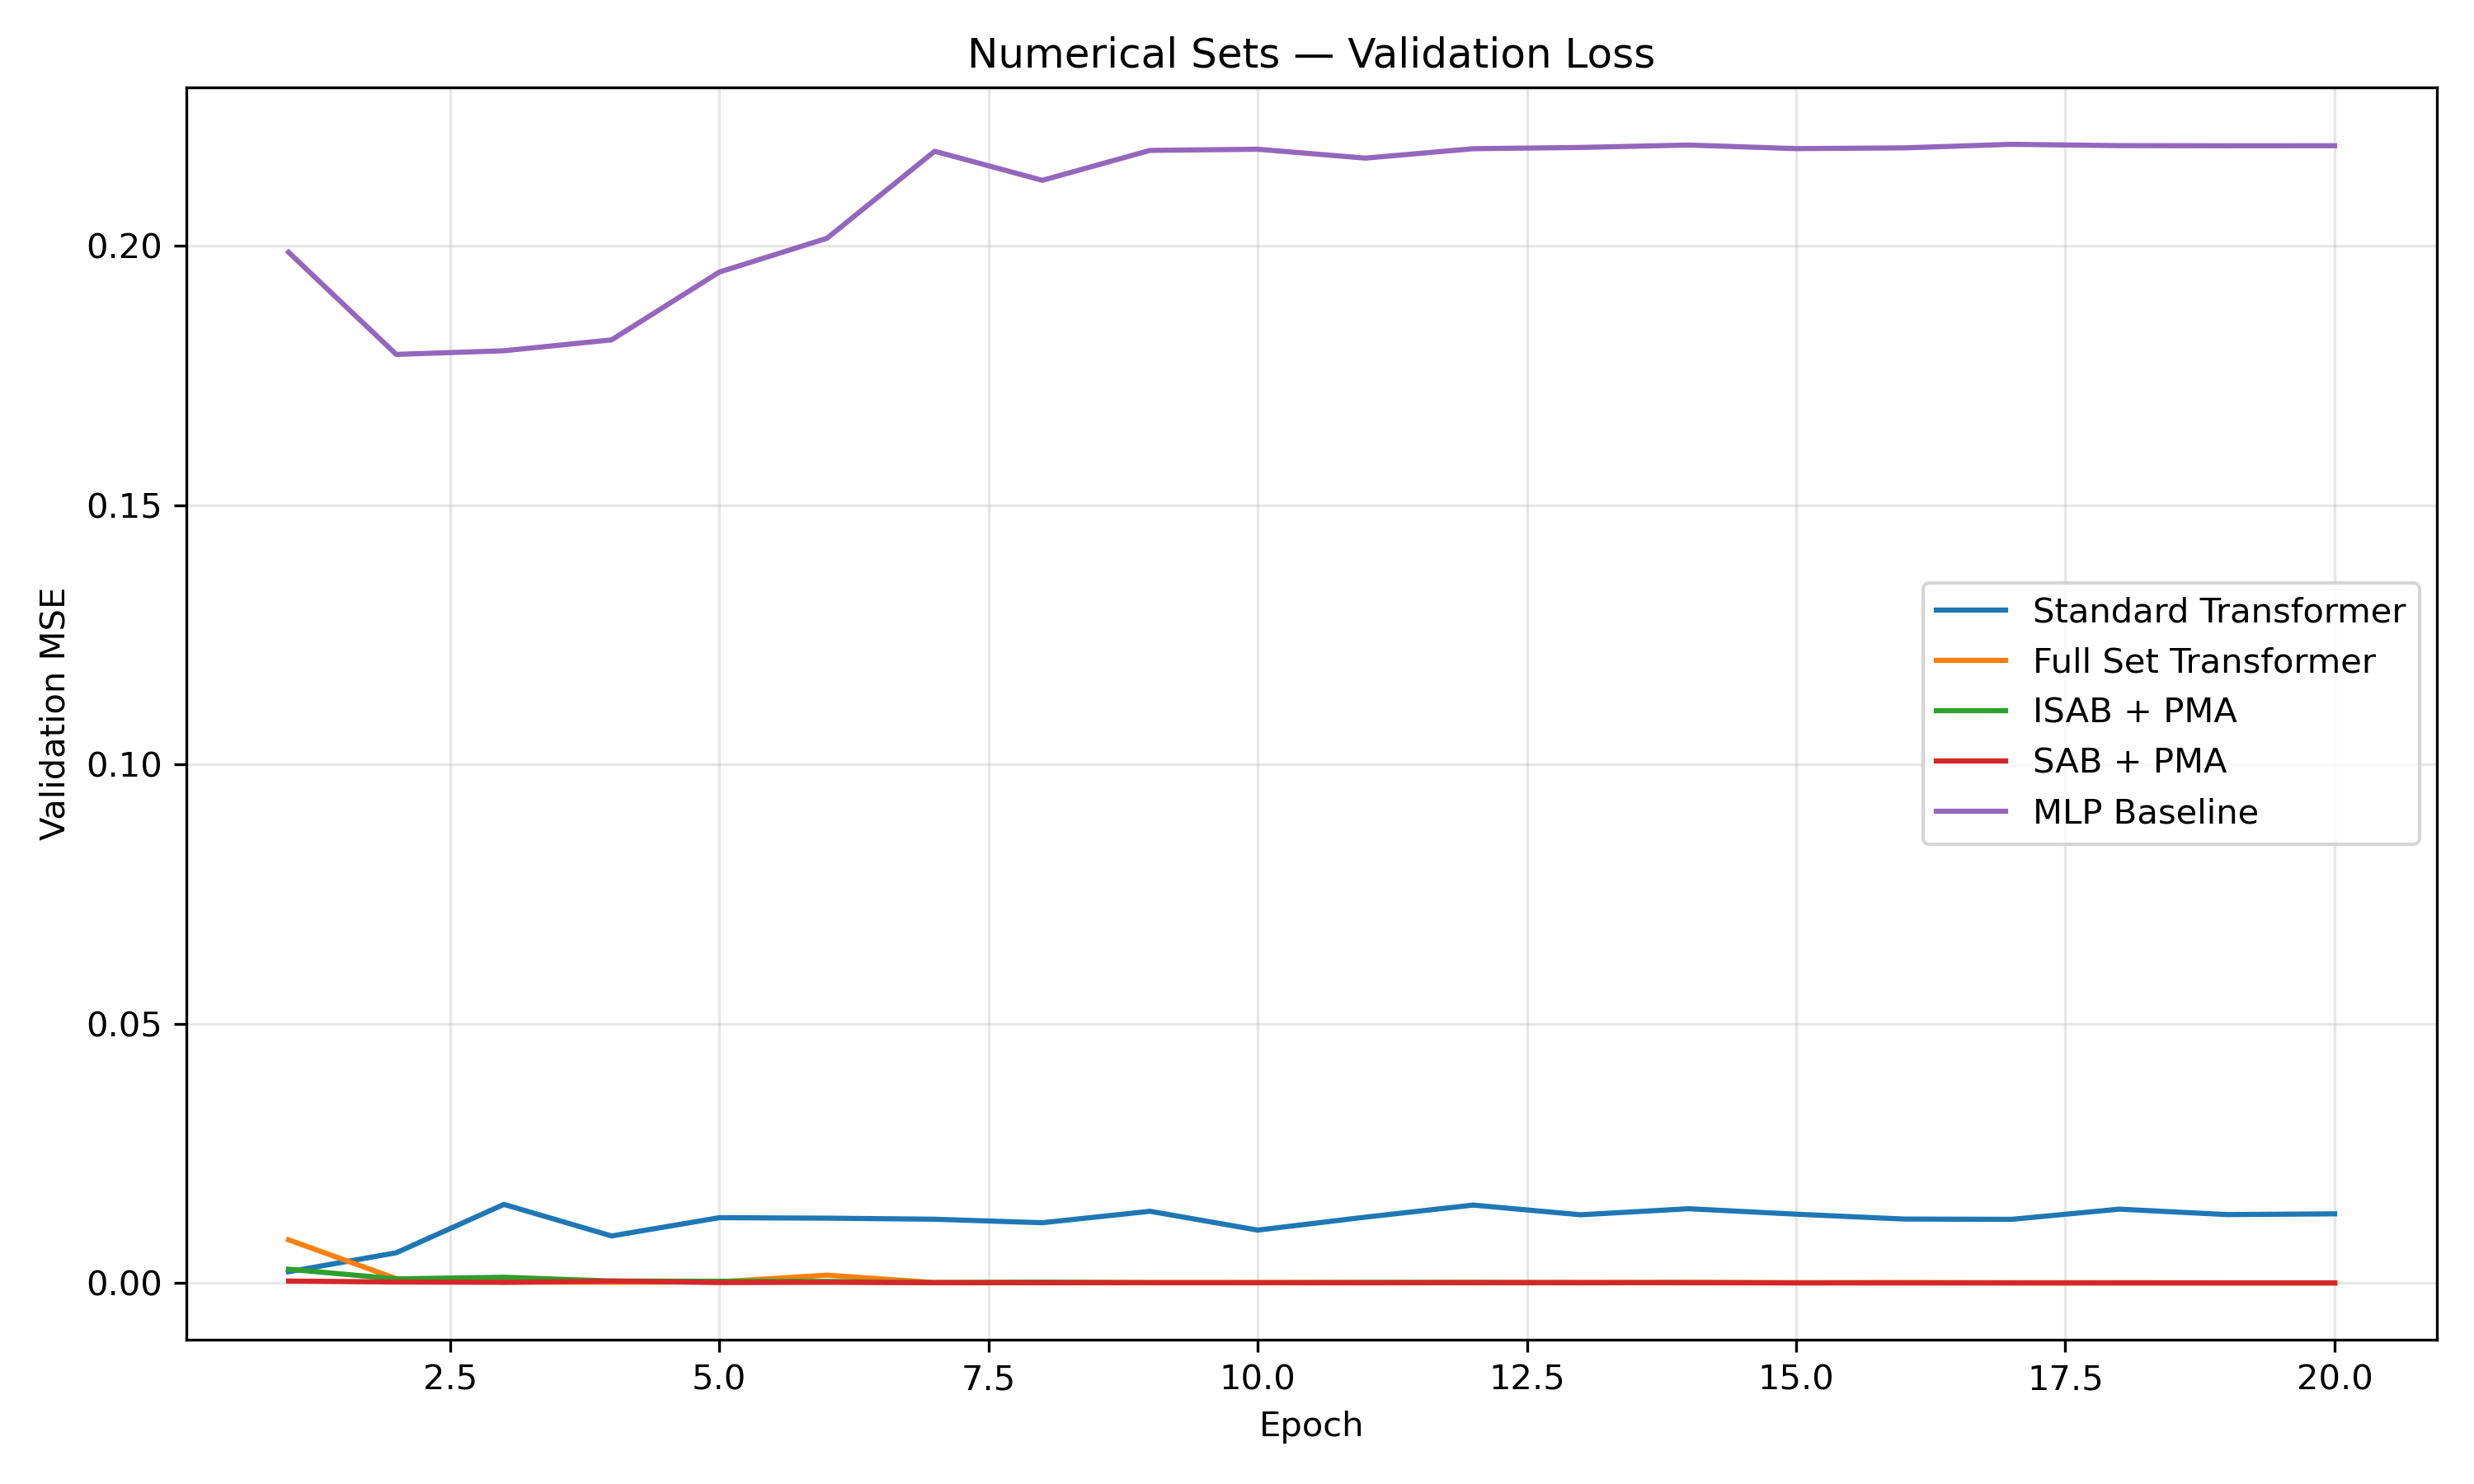 Numerical Sets — Validation Loss
Validation MSE
0.20
0.15
0.10
0.05
0.00
Standard Transformer
Full Set Transformer
ISAB + PMA
SAB + PMA
MLP Baseline
2.5 5.0 7.5 10.0 12.5 15.0 17.5 20.0
Epoch